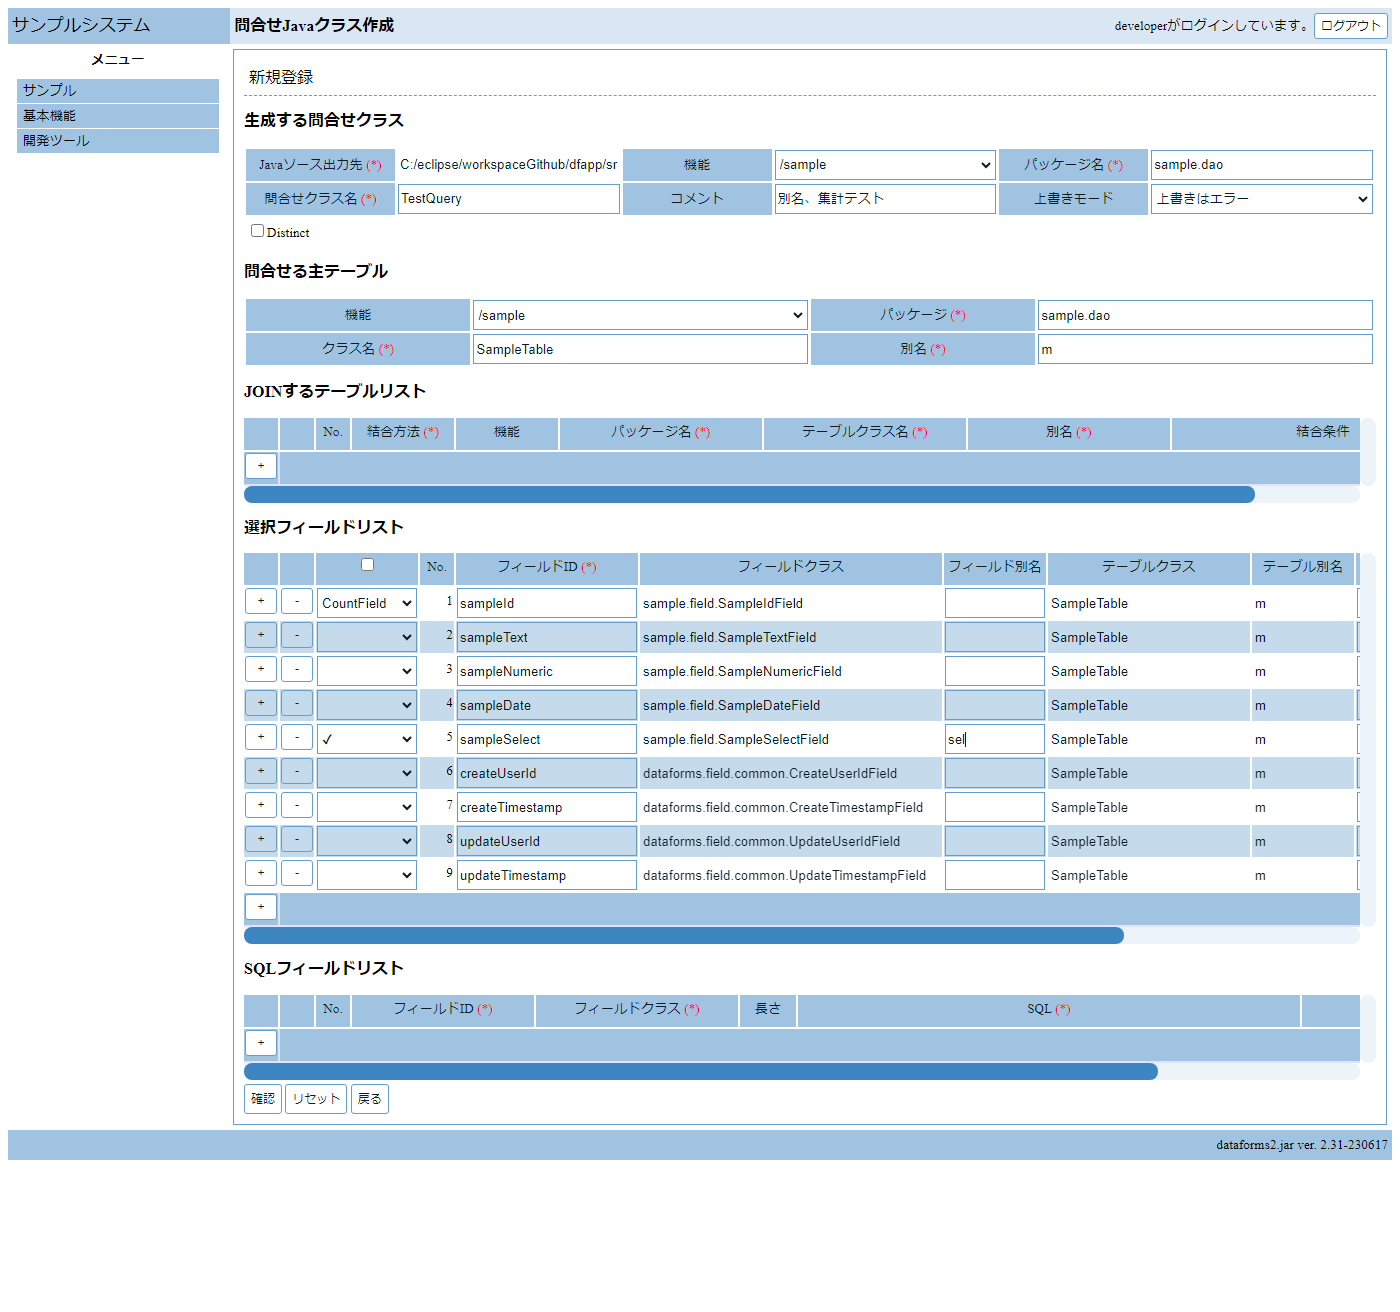 サンプルシステム 問合せJavaクラス作成 developerがログインしています。 ログアウト
メニュー
サンプル
基本機能
開発ツール
新規登録
生成する問合せクラス
Javaソース出力先 (*) C:/eclipse/workspaceGithub/dfapp/sr 機能 /sample パッケージ名 (*) sample.dao
問合せクラス名 (*) TestQuery コメント 別名、集計テスト 上書きモード 上書きはエラー
Distinct
問合せる主テーブル
機能 /sample パッケージ (*) sample.dao
クラス名 (*) SampleTable 別名 (*) m
JOINするテーブルリスト
No. 結合方法 (*) 機能 パッケージ名 (*) テーブルクラス名 (*) 別名 (*) 結合条件
+
選択フィールドリスト
No. フィールドID (*) フィールドクラス フィールド別名 テーブルクラス テーブル別名
+ - CountField 1 sampleId sample.field.SampleIdField SampleTable m
+ - 2 sampleText sample.field.SampleTextField SampleTable m
+ - 3 sampleNumeric sample.field.SampleNumericField SampleTable m
+ - 4 sampleDate sample.field.SampleDateField SampleTable m
+ - ✓ 5 sampleSelect sample.field.SampleSelectField sel SampleTable m
+ - 6 createUserId dataforms.field.common.CreateUserIdField SampleTable m
+ - 7 createTimestamp dataforms.field.common.CreateTimestampField SampleTable m
+ - 8 updateUserId dataforms.field.common.UpdateUserIdField SampleTable m
+ - 9 updateTimestamp dataforms.field.common.UpdateTimestampField SampleTable m
+
SQLフィールドリスト
No. フィールドID (*) フィールドクラス (*) 長さ SQL (*)
+
確認 リセット 戻る
dataforms2.jar ver. 2.31-230617